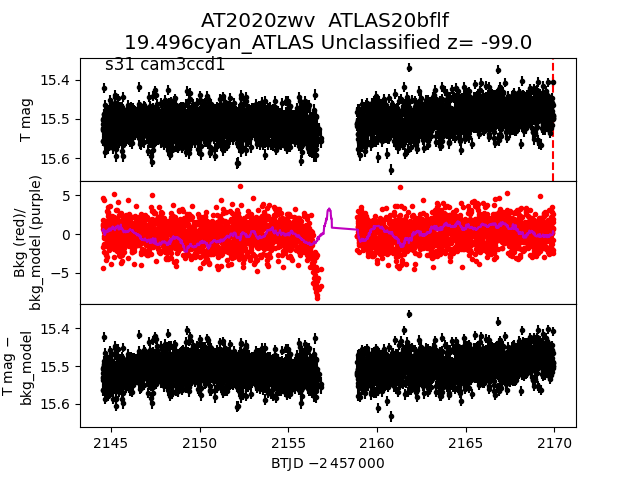 AT2020zwv  ATLAS20bflf
19.496cyan_ATLAS Unclassified z= -99.0
s31 cam3ccd1
T mag
15.4
15.5
15.6
Bkg (red)/
bkg_model (purple)
5
0
−5
T mag −
bkg_model
15.4
15.5
15.6
2145 2150 2155 2160 2165 2170
BTJD −2 457 000